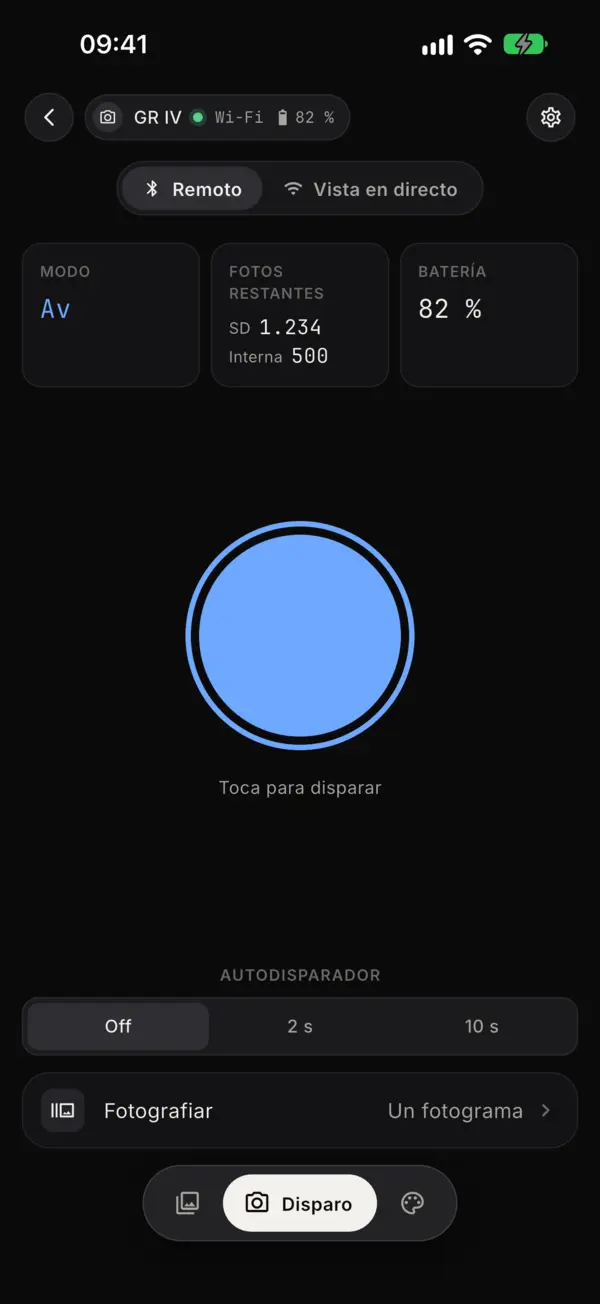 09:41
GR IV Wi-Fi 82 %
Remoto Vista en directo
MODO
Av
FOTOS
RESTANTES
SD 1.234
Interna 500
BATERÍA
82 %
Toca para disparar
AUTODISPARADOR
Off 2 s 10 s
Fotografiar Un fotograma
Disparo